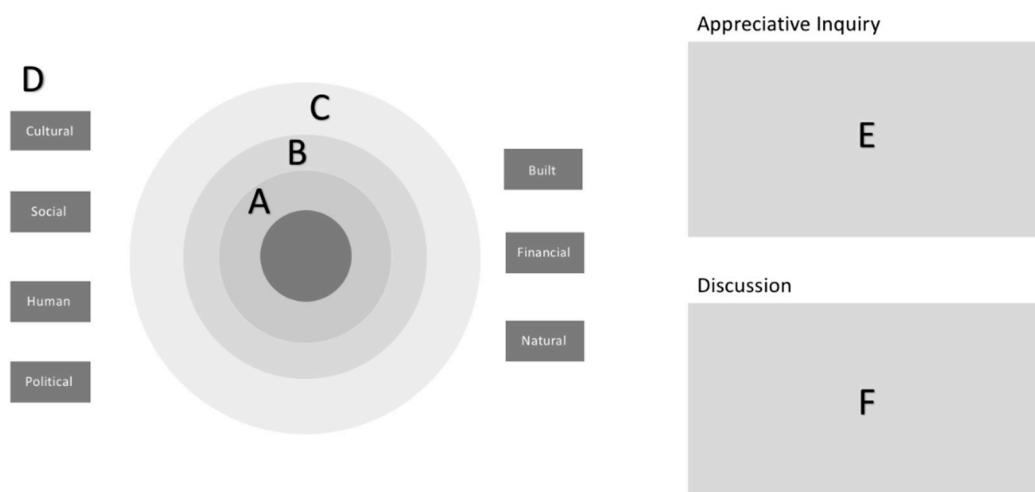 D
Cultural
Social
Human
Political
C
B
A
Built
Financial
Natural
Appreciative Inquiry
E
Discussion
F